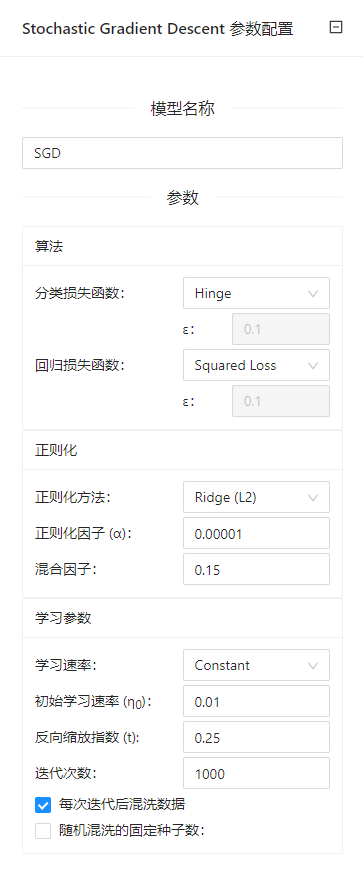 Stochastic Gradient Descent 参数配置
模型名称
SGD
参数
算法
分类损失函数: Hinge
ε: 0.1
回归损失函数: Squared Loss
ε: 0.1
正则化
正则化方法: Ridge (L2)
正则化因子 (α): 0.00001
混合因子: 0.15
学习参数
学习速率: Constant
初始学习速率 (η0): 0.01
反向缩放指数 (t): 0.25
迭代次数: 1000
每次迭代后混洗数据
随机混洗的固定种子数: